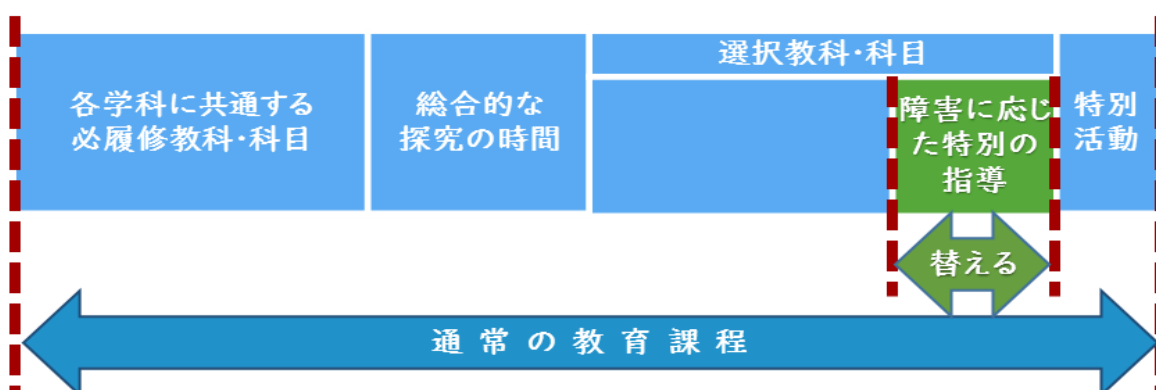 各学科に共通する
必履修教科・科目
総合的な
探究の時間
選択教科・科目
障害に応じ
た特別の
指導
特別
活動
替える
通常の教育課程